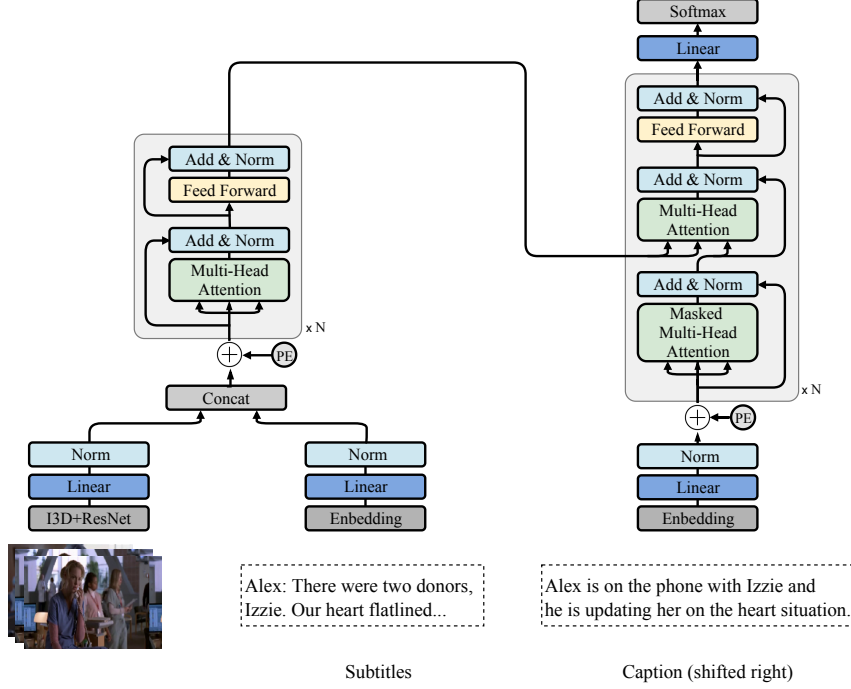 Softmax
Linear
Add & Norm
Feed Forward
Add & Norm
Multi-Head
Attention
Add & Norm
Masked
Multi-Head
Attention
x N
PE
Norm
Linear
Enbedding
Add & Norm
Feed Forward
Add & Norm
Multi-Head
Attention
x N
PE
Concat
Norm
Linear
I3D+ResNet
Norm
Linear
Enbedding
Alex: There were two donors,
Izzie. Our heart flatlined...
Alex is on the phone with Izzie and
he is updating her on the heart situation.
Subtitles
Caption (shifted right)